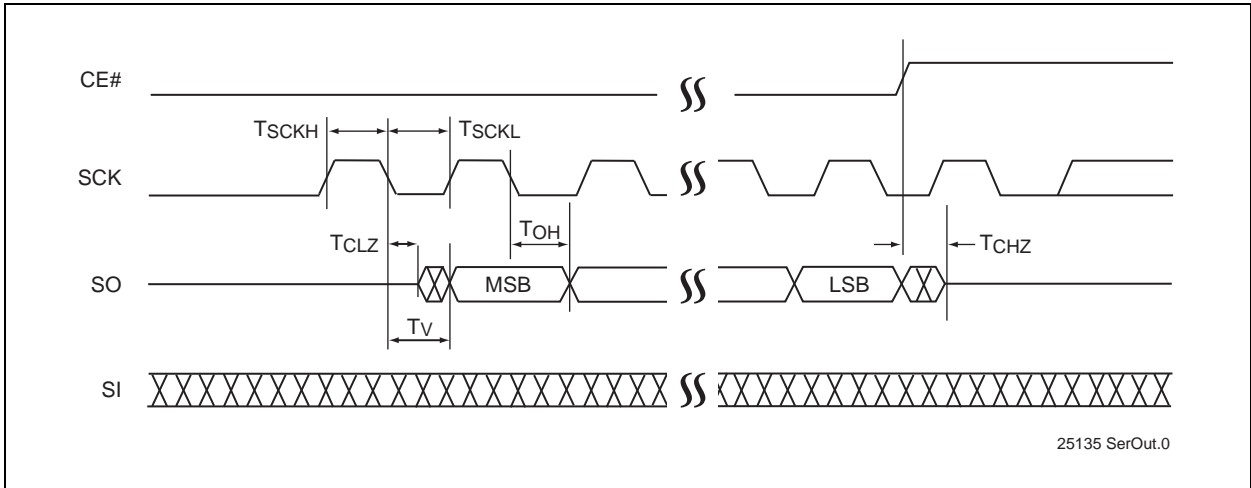 CE#
TSCKH
TSCKL
SCK
TCLZ
TOH
TCHZ
SO
MSB
LSB
TV
SI
25135 SerOut.0